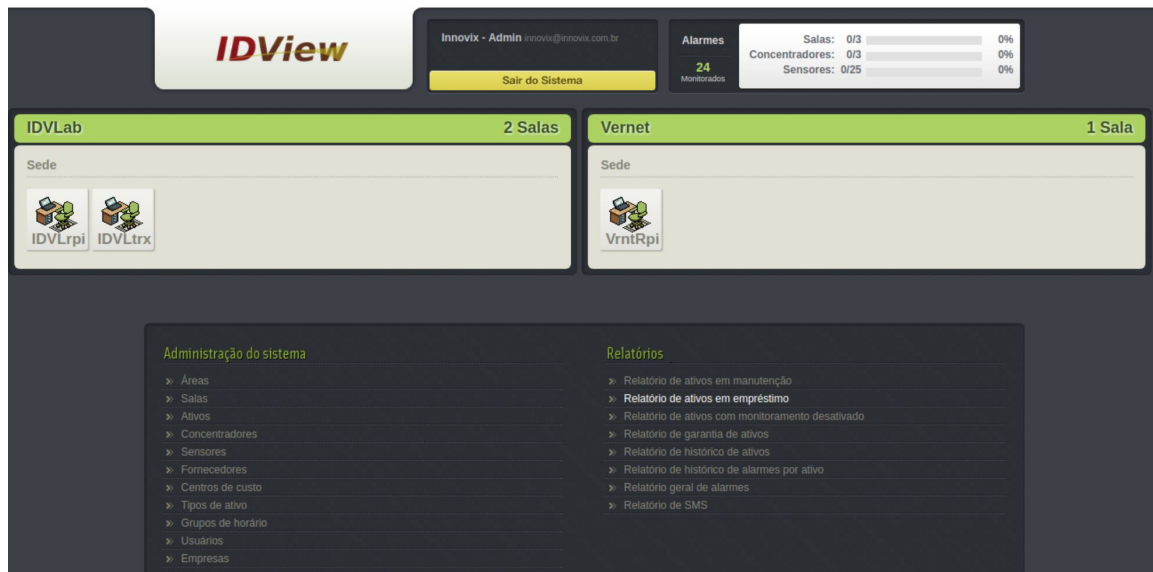 IDView
Innovix - Admin innovix@innovix.com.br
Sair do Sistema
Alarmes
24
Monitorados
Salas: 0/3 0%
Concentradores: 0/3 0%
Sensores: 0/25 0%
IDVLab 2 Salas
Sede
IDVLrpi IDVLtrx
Vernet 1 Sala
Sede
VrntRpi
Administração do sistema
Áreas
Salas
Ativos
Concentradores
Sensores
Fornecedores
Centros de custo
Tipos de ativo
Grupos de horário
Usuários
Empresas
Relatórios
Relatório de ativos em manutenção
Relatório de ativos em empréstimo
Relatório de ativos com monitoramento desativado
Relatório de garantia de ativos
Relatório de histórico de ativos
Relatório de histórico de alarmes por ativo
Relatório geral de alarmes
Relatório de SMS